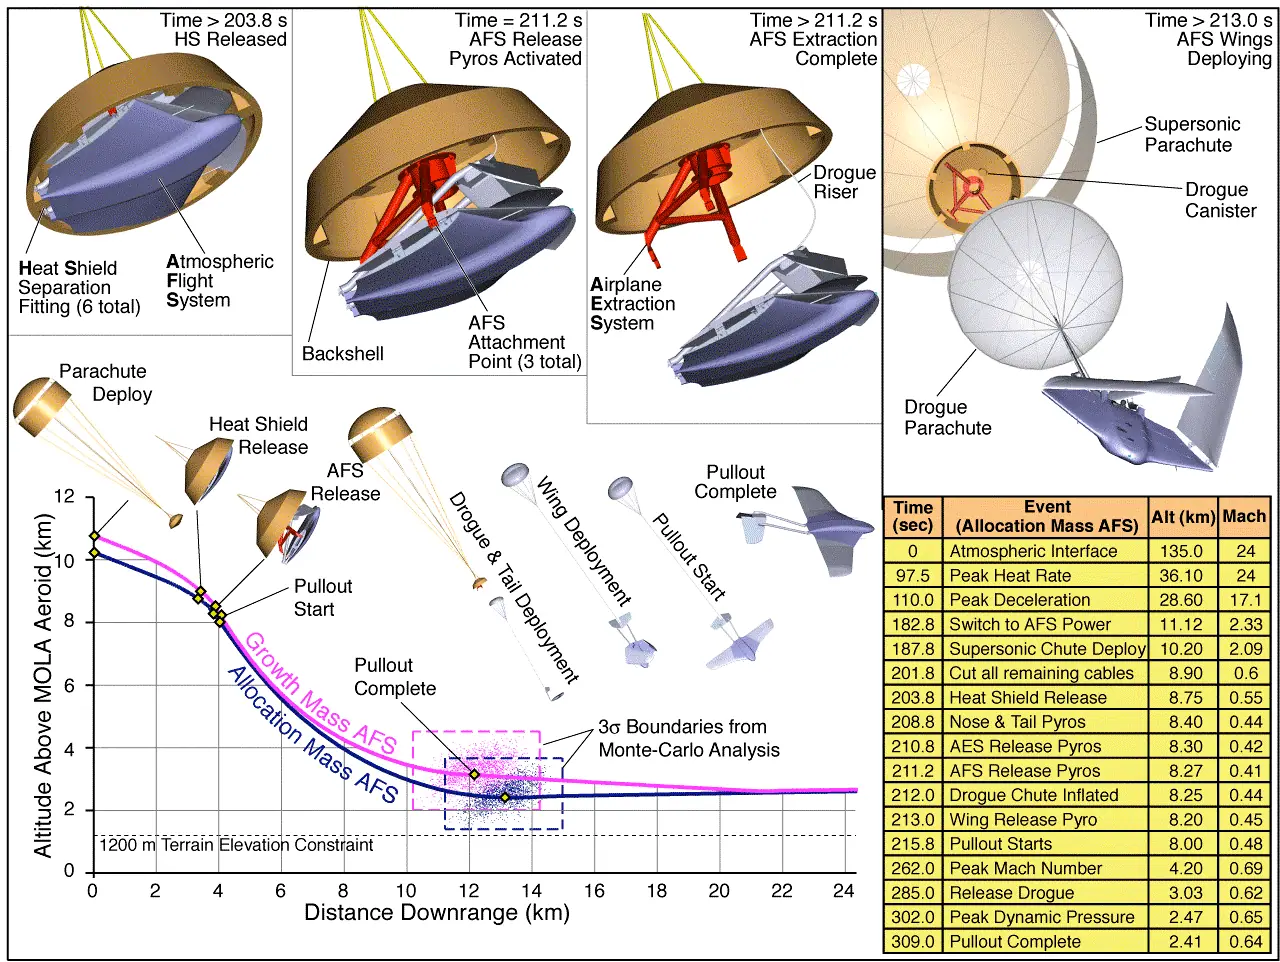 Time > 203.8 s
HS Released
Heat Shield
Separation
Fitting (6 total)
Atmospheric
Flight
System
Time = 211.2 s
AFS Release
Pyros Activated
Backshell
AFS
Attachment
Point (3 total)
Time > 211.2 s
AFS Extraction
Complete
Drogue
Riser
Airplane
Extraction
System
Time > 213.0 s
AFS Wings
Deploying
Supersonic
Parachute
Drogue
Canister
Drogue
Parachute
Parachute
Deploy
Heat Shield
Release
AFS
Release
Pullout
Start
Drogue & Tail Deployment
Wing Deployment
Pullout Start
Pullout
Complete
Growth Mass AFS
Allocation Mass AFS
Pullout
Complete
3σ Boundaries from
Monte-Carlo Analysis
1200 m Terrain Elevation Constraint
Altitude Above MOLA Aeroid (km)
12
10
8
6
4
2
0
0 2 4 6 8 10 12 14 16 18 20 22 24
Distance Downrange (km)
Time (sec) Event (Allocation Mass AFS) Alt (km) Mach
0 Atmospheric Interface 135.0 24
97.5 Peak Heat Rate 36.10 24
110.0 Peak Deceleration 28.60 17.1
182.8 Switch to AFS Power 11.12 2.33
187.8 Supersonic Chute Deploy 10.20 2.09
201.8 Cut all remaining cables 8.90 0.6
203.8 Heat Shield Release 8.75 0.55
208.8 Nose & Tail Pyros 8.40 0.44
210.8 AES Release Pyros 8.30 0.42
211.2 AFS Release Pyros 8.27 0.41
212.0 Drogue Chute Inflated 8.25 0.44
213.0 Wing Release Pyro 8.20 0.45
215.8 Pullout Starts 8.00 0.48
262.0 Peak Mach Number 4.20 0.69
285.0 Release Drogue 3.03 0.62
302.0 Peak Dynamic Pressure 2.47 0.65
309.0 Pullout Complete 2.41 0.64